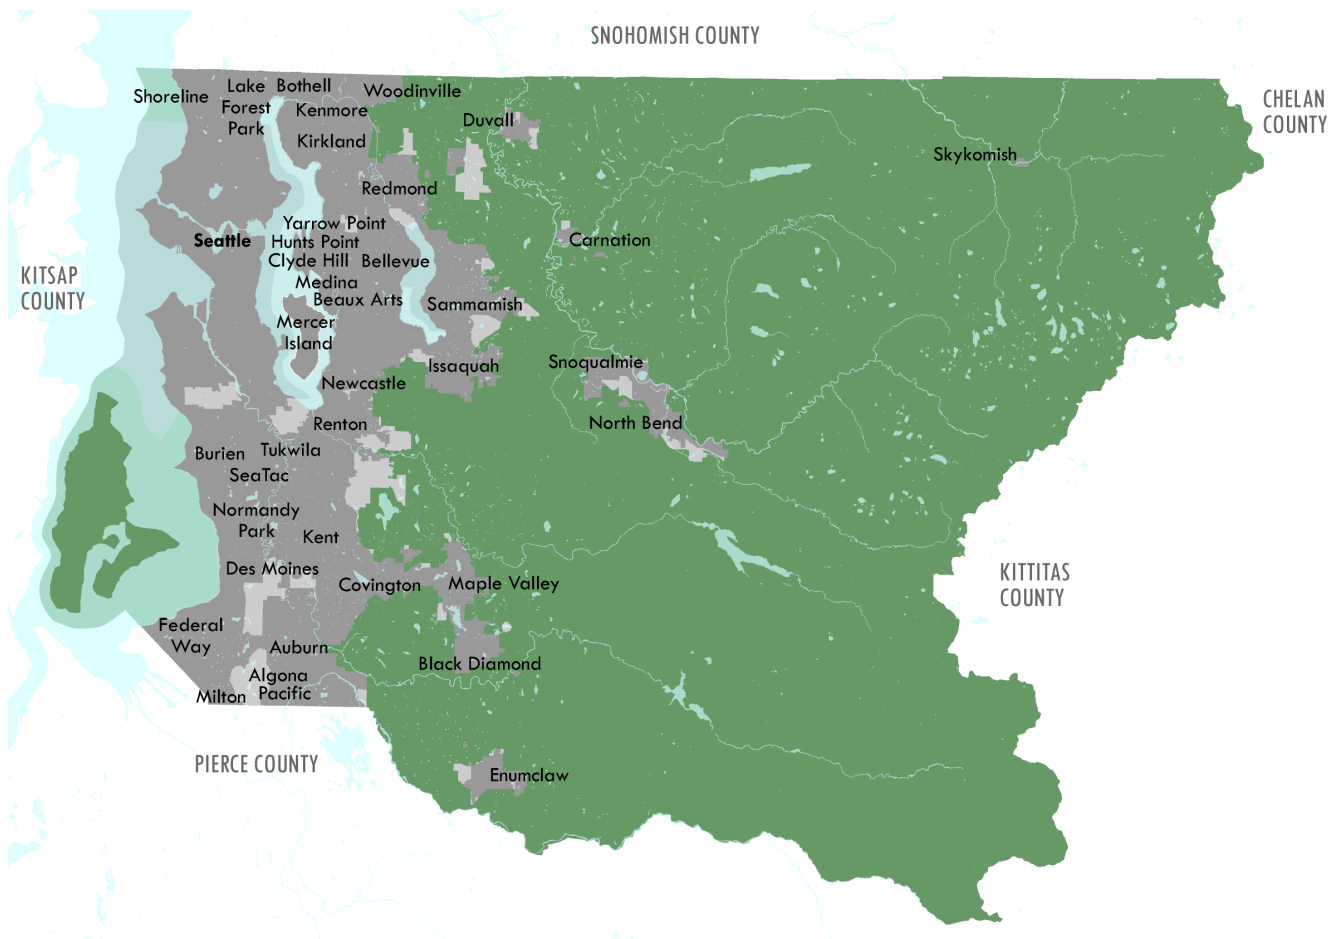 SNOHOMISH COUNTY
CHELAN
COUNTY
Lake
Forest
Park
Bothell
Woodinville
Shoreline
Kenmore
Duvall
Kirkland
Skykomish
Redmond
Yarrow Point
Seattle
Hunts Point
Carnation
Clyde Hill
Bellevue
KITSAP
COUNTY
Medina
Beaux Arts
Sammamish
Mercer
Island
Issaquah
Snoqualmie
Newcastle
Renton
North Bend
Burien
Tukwila
SeaTac
Normandy
Park
Kent
Des Moines
Covington
Maple Valley
KITTITAS
COUNTY
Federal
Way
Auburn
Black Diamond
Algona
Milton
Pacific
PIERCE COUNTY
Enumclaw